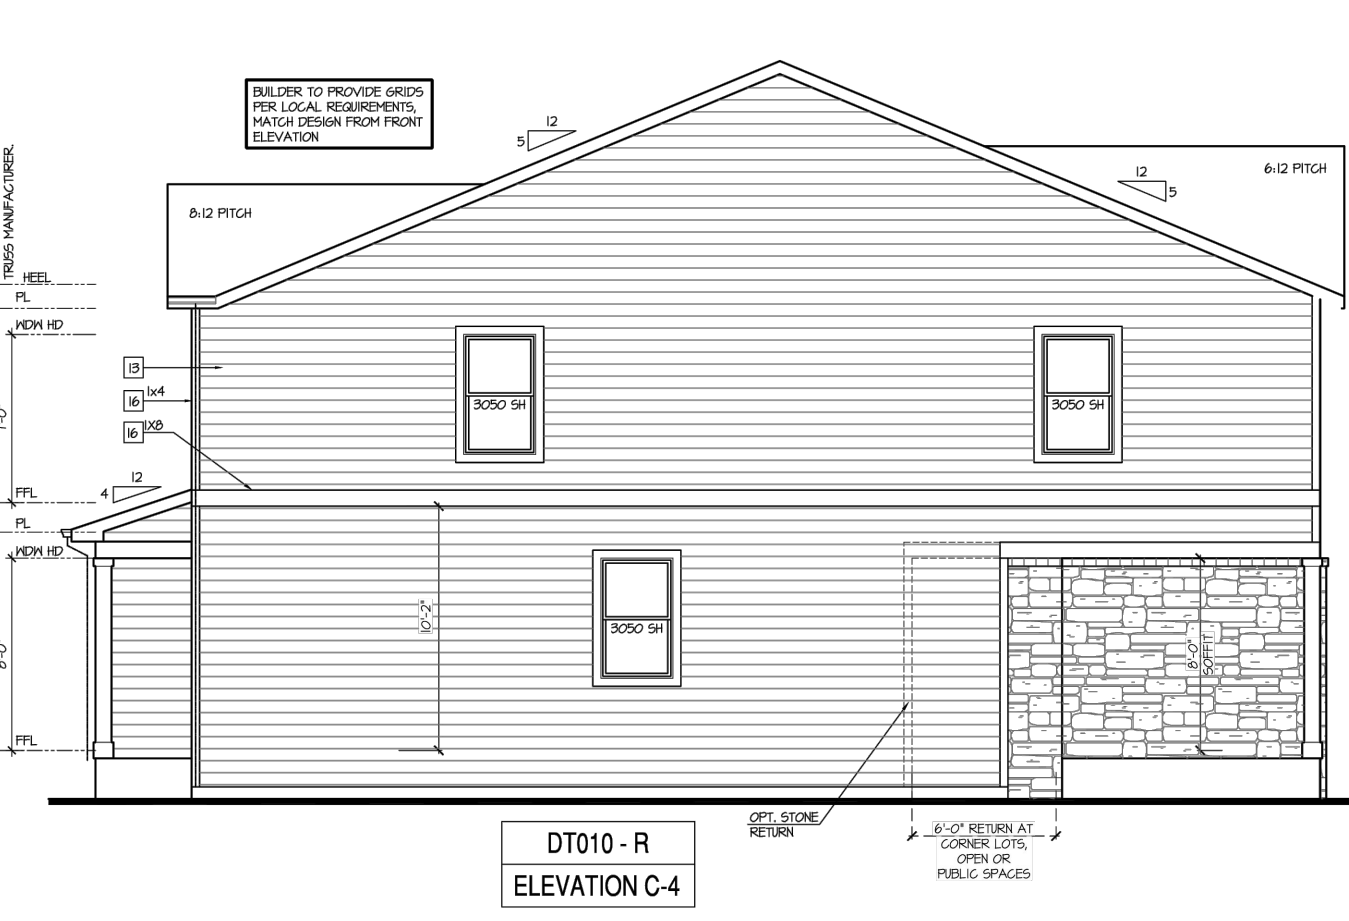 BUILDER TO PROVIDE GRIDS
PER LOCAL REQUIREMENTS,
MATCH DESIGN FROM FRONT
ELEVATION
12
5
12
5
6:12 PITCH
8:12 PITCH
TRUSS MANUFACTURER.
HEEL
PL
WDW HD
13
16
1x4
16
1X8
3050 SH
3050 SH
12
4
FFL
PL
WDW HD
10'-2"
3050 SH
8'-0"
SOFFIT
FFL
OPT. STONE
RETURN
6'-0" RETURN AT
CORNER LOTS,
OPEN OR
PUBLIC SPACES
DT010 - R
ELEVATION C-4